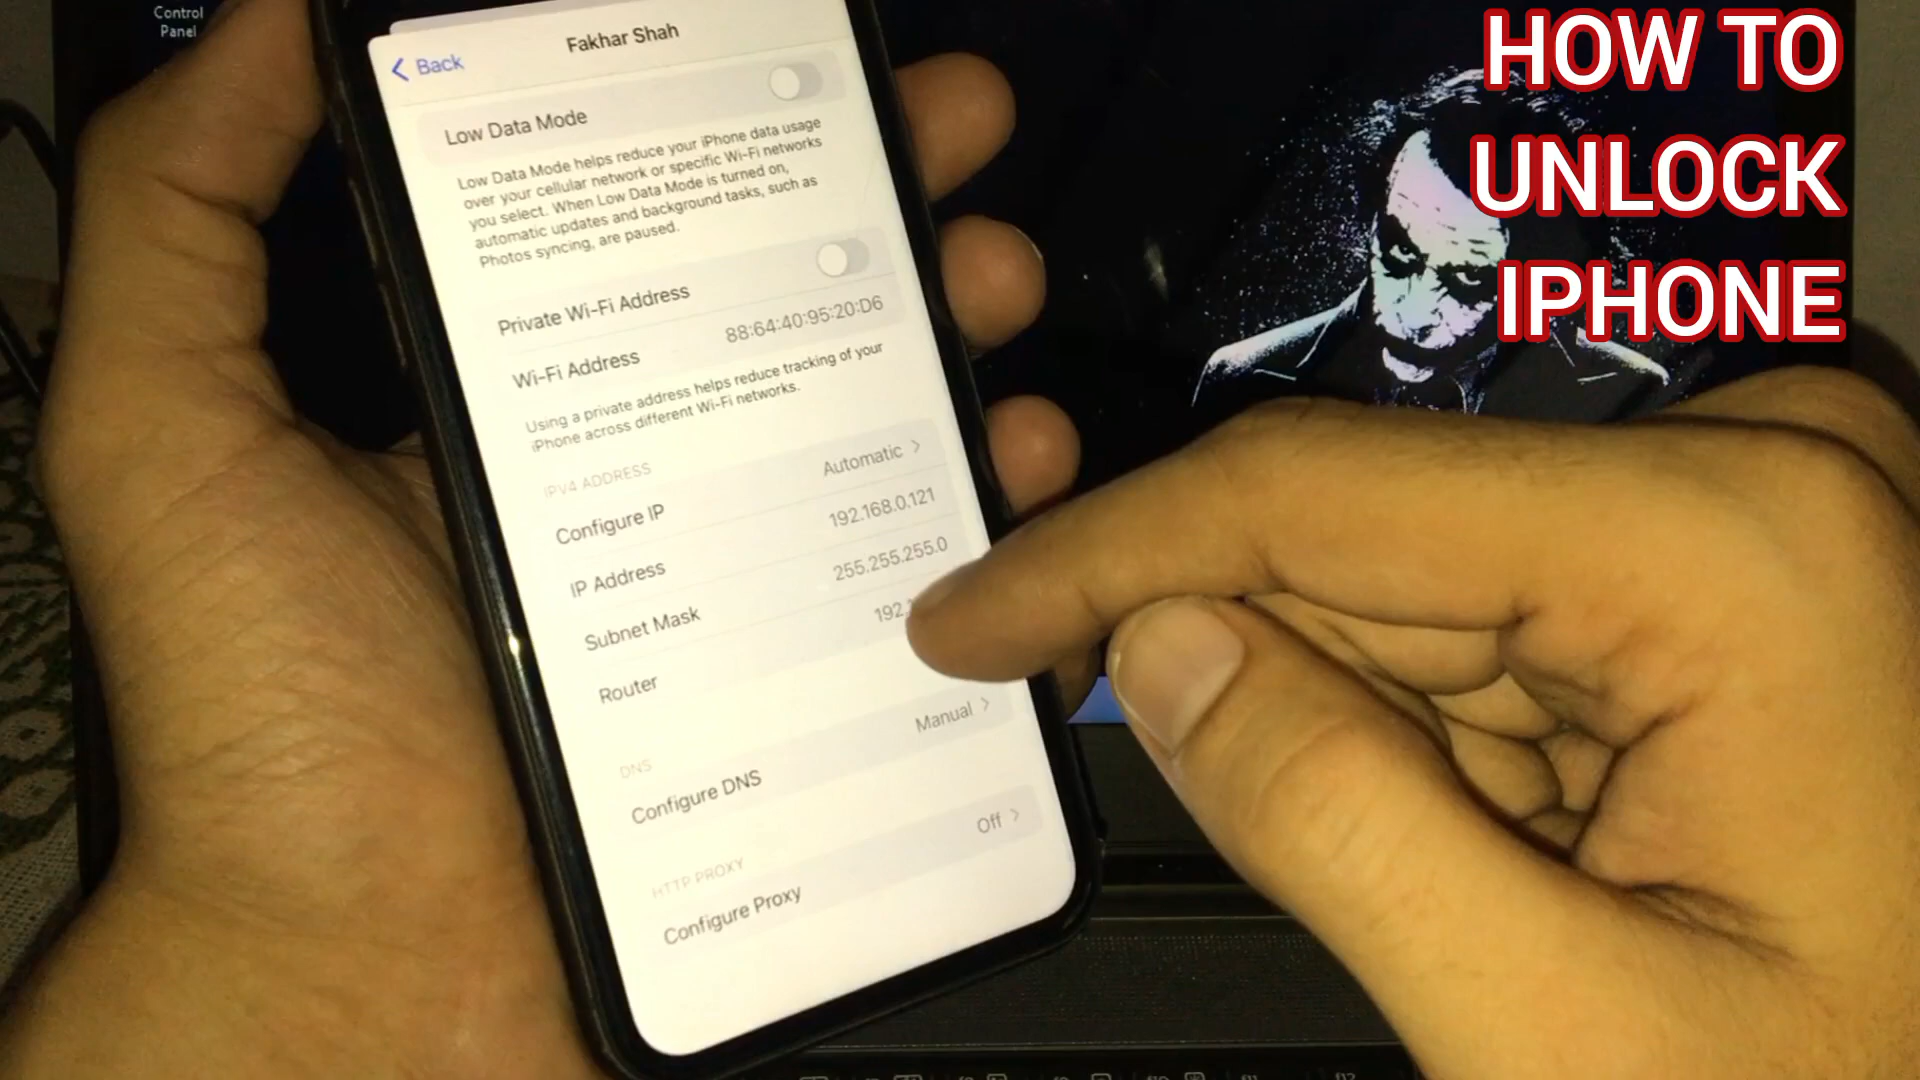 Control
Panel
HOW TO
UNLOCK
IPHONE
Back
Fakhar Shah
Low Data Mode
Low Data Mode helps reduce your iPhone data usage
over your cellular network or specific Wi-Fi networks
you select. When Low Data Mode is turned on,
automatic updates and background tasks, such as
Photos syncing, are paused.
Private Wi-Fi Address
Wi-Fi Address 88:64:40:95:20:D6
Using a private address helps reduce tracking of your
iPhone across different Wi-Fi networks.
IPV4 ADDRESS
Configure IP Automatic
IP Address 192.168.0.121
Subnet Mask 255.255.255.0
Router 192.
DNS
Configure DNS Manual
HTTP PROXY
Configure Proxy Off
f11
f12